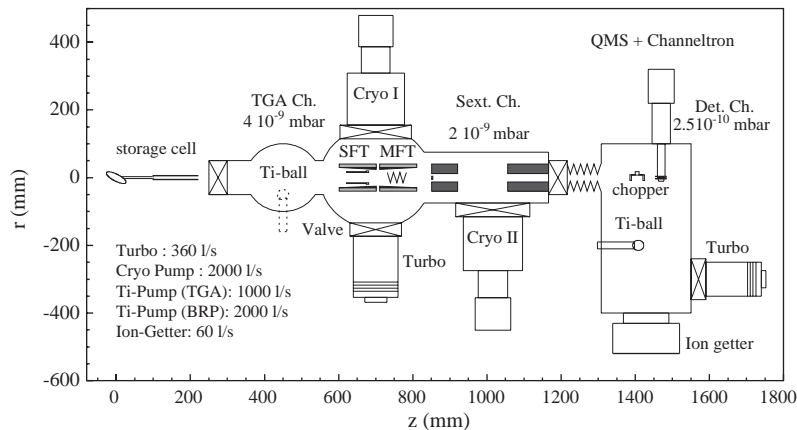 400
200
0
-200
-400
-600
r (mm)
0
200
400
600
800
1000
1200
1400
1600
1800
z (mm)
storage cell
TGA Ch.
4 10-9 mbar
Ti-ball
Cryo I
SFT
MFT
Valve
Turbo
Sext. Ch.
2 10-9 mbar
Cryo II
QMS + Channeltron
Det. Ch.
2.510-10 mbar
chopper
Ti-ball
Turbo
Ion getter
Turbo : 360 l/s
Cryo Pump : 2000 l/s
Ti-Pump (TGA): 1000 l/s
Ti-Pump (BRP): 2000 l/s
Ion-Getter: 60 l/s